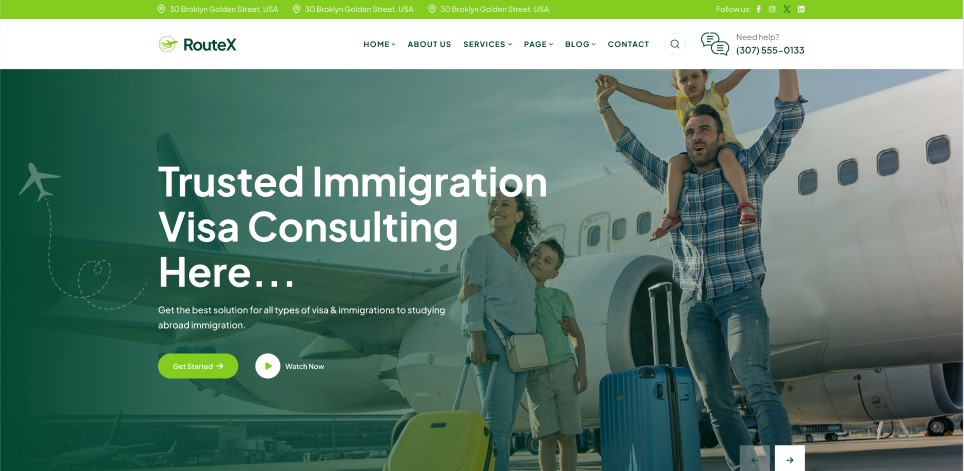 30 Broklyn Golden Street. USA 30 Broklyn Golden Street. USA 30 Broklyn Golden Street. USA Follow us:
RouteX HOME ABOUT US SERVICES PAGE BLOG CONTACT
Need help?
(307) 555-0133
Trusted Immigration
Visa Consulting
Here...
Get the best solution for all types of visa & immigrations to studying
abroad immigration.
Get Started → Watch Now